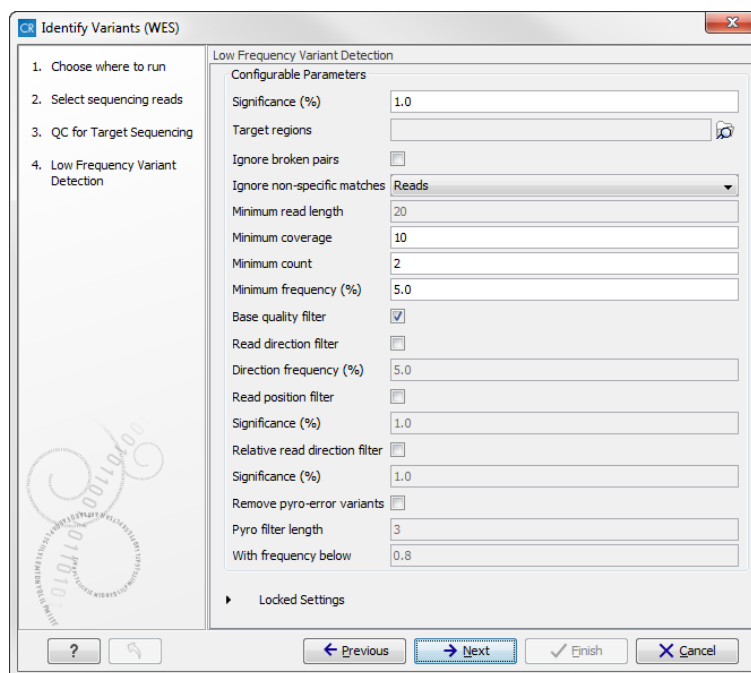 CR Identify Variants (WES)
X
1. Choose where to run
2. Select sequencing reads
3. QC for Target Sequencing
4. Low Frequency Variant
Detection
Low Frequency Variant Detection
Configurable Parameters
Significance (%) 1.0
Target regions
Ignore broken pairs
Ignore non-specific matches Reads
Minimum read length 20
Minimum coverage 10
Minimum count 2
Minimum frequency (%) 5.0
Base quality filter
Read direction filter
Direction frequency (%) 5.0
Read position filter
Significance (%) 1.0
Relative read direction filter
Significance (%) 1.0
Remove pyro-error variants
Pyro filter length 3
With frequency below 0.8
Locked Settings
? Previous Next Finish Cancel